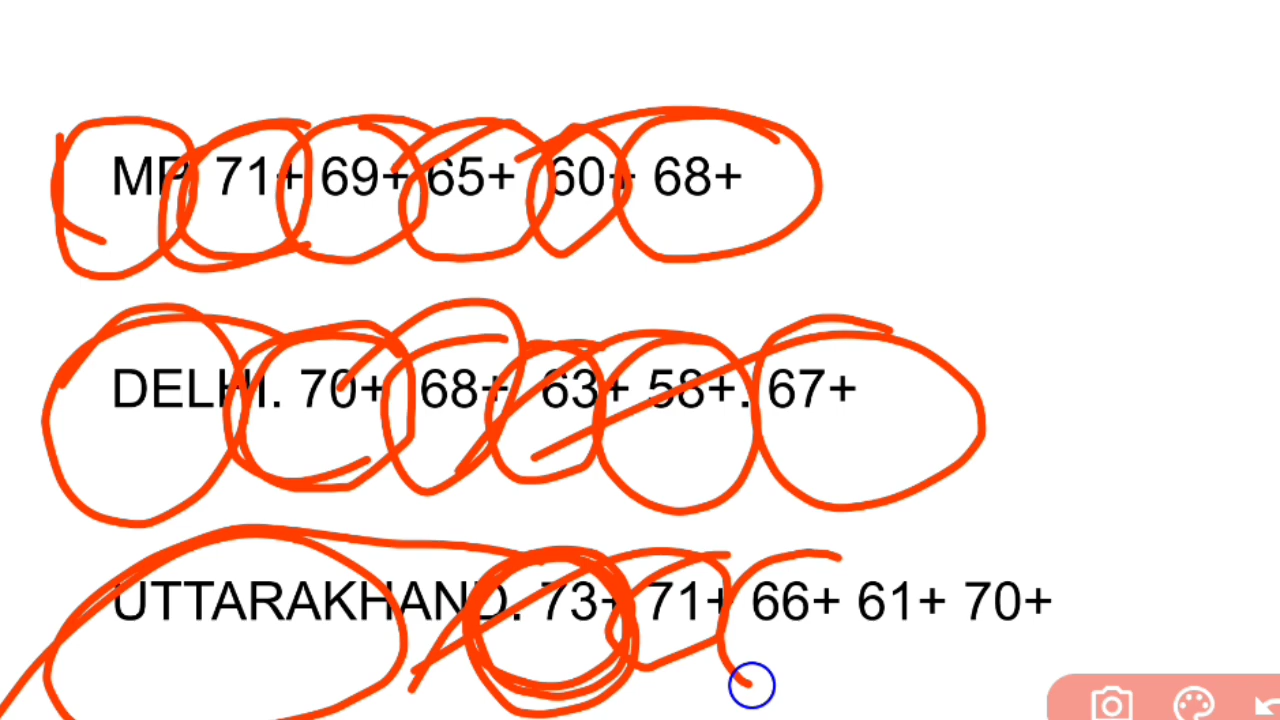 MP 71+ 69+ 65+ 60+ 68+
DELHI. 70+ 68+ 63+ 58+. 67+
UTTARAKHAND. 73+ 71+ 66+ 61+ 70+